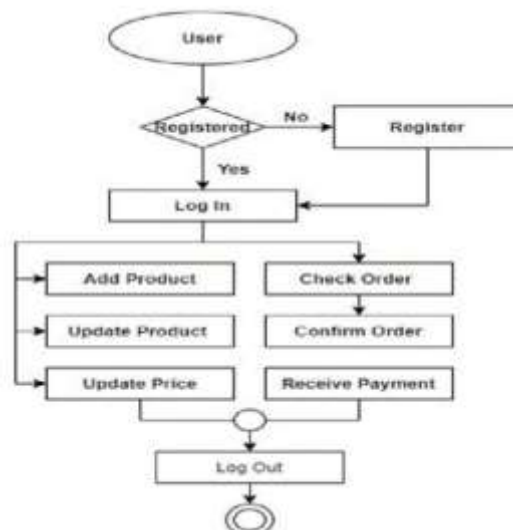 User
Registered
No
Register
Yes
Log In
Add Product
Check Order
Update Product
Confirm Order
Update Price
Receive Payment
Log Out